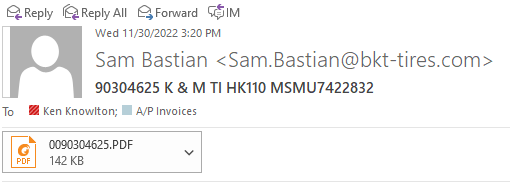 Reply Reply All Forward IM
Wed 11/30/2022 3:20 PM
Sam Bastian <Sam.Bastian@bkt-tires.com>
90304625 K & M TI HK110 MSMU7422832
To Ken Knowlton; A/P Invoices
0090304625.PDF
PDF
142 KB